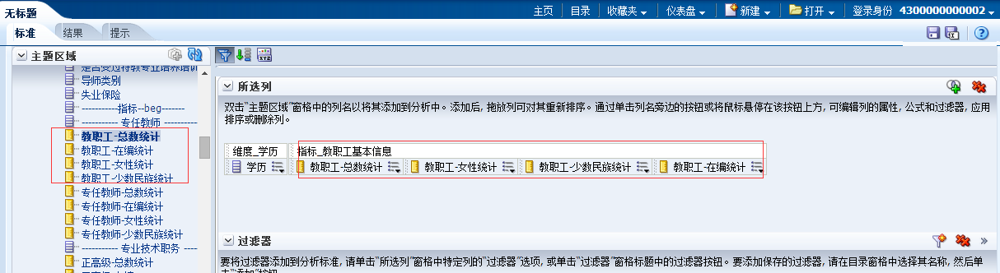 无标题
主页 目录 收藏夹 仪表盘 新建 打开 登录身份 4300000000002
标准 结果 提示
主题区域
是否受过特教专业培养培训
导师类别
失业保险
-----------指标--beg-------
----------- 专任教师 -----------
教职工-总数统计
教职工-在编统计
教职工-女性统计
教职工-少数民族统计
专任教师-总数统计
专任教师-在编统计
专任教师-女性统计
专任教师-少数民族统计
----------- 专业技术职务 ----
正高级-总数统计
XYZ
所选列
双击“主题区域”窗格中的列名以将其添加到分析中。添加后, 拖放列可对其重新排序。通过单击列名旁边的按钮或将鼠标悬停在该按钮上方, 可编辑列的属性, 公式和过滤器, 应用
排序或删除列。
维度_学历 指标_教职工基本信息
学历 教职工-总数统计 教职工-女性统计 教职工-少数民族统计 教职工-在编统计
过滤器
要将过滤器添加到分析标准, 请单击“所选列”窗格中特定列的“过滤器”选项, 或单击“过滤器”窗格标题中的过滤器按钮。要添加保存的过滤器, 请在目录窗格中选择其名称, 然后单